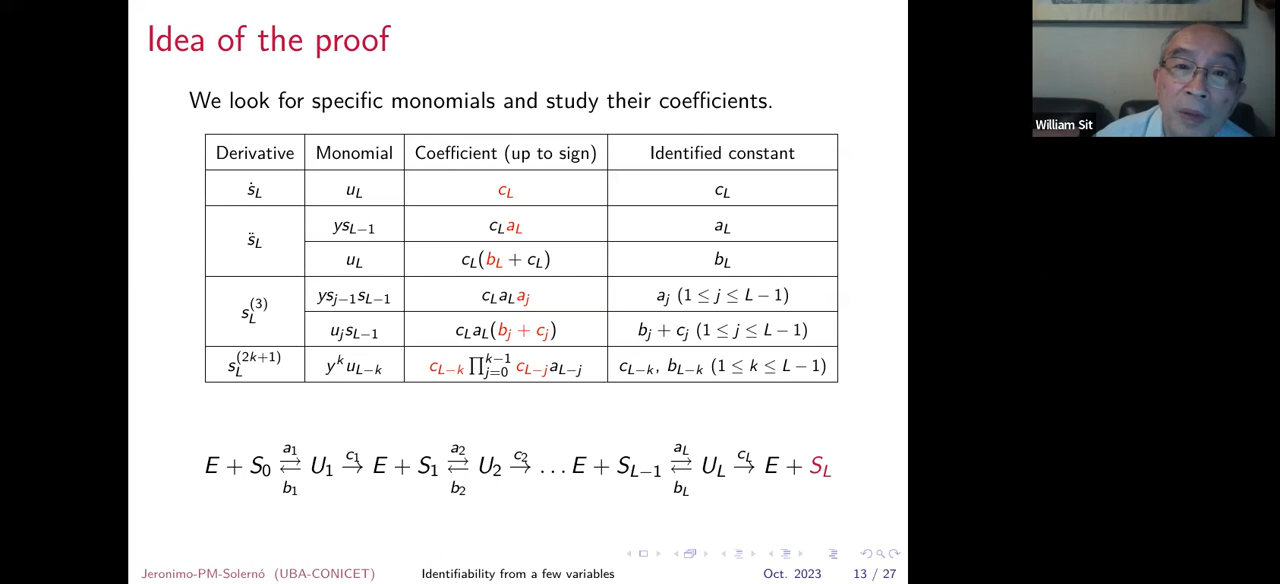 Idea of the proof
We look for specific monomials and study their coefficients.
Derivative Monomial Coefficient (up to sign) Identified constant
ṡ_L u_L c_L c_L
s̈_L ys_{L−1} c_L a_L a_L
u_L c_L(b_L + c_L) b_L
s_L^{(3)} ys_{j−1}s_{L−1} c_L a_L a_j a_j (1 ≤ j ≤ L − 1)
u_j s_{L−1} c_L a_L(b_j + c_j) b_j + c_j (1 ≤ j ≤ L − 1)
s_L^{(2k+1)} y^k u_{L−k} c_{L−k} ∏_{j=0}^{k−1} c_{L−j} a_{L−j} c_{L−k}, b_{L−k} (1 ≤ k ≤ L − 1)
E + S_0 ⇄^{a_1}_{b_1} U_1 →^{c_1} E + S_1 ⇄^{a_2}_{b_2} U_2 →^{c_2} … E + S_{L−1} ⇄^{a_L}_{b_L} U_L →^{c_L} E + S_L
Jeronimo-PM-Solernó (UBA-CONICET) Identifiability from a few variables Oct. 2023 13 / 27
William Sit